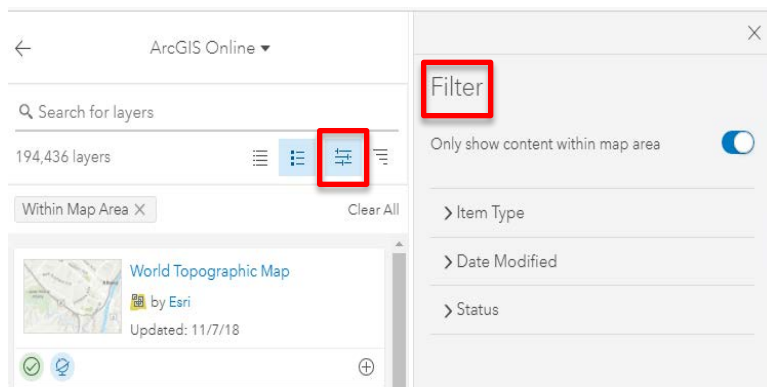 ArcGIS Online
Search for layers
194,436 layers
Within Map Area
Clear All
World Topographic Map
by Esri
Updated: 11/7/18
Filter
Only show content within map area
Item Type
Date Modified
Status